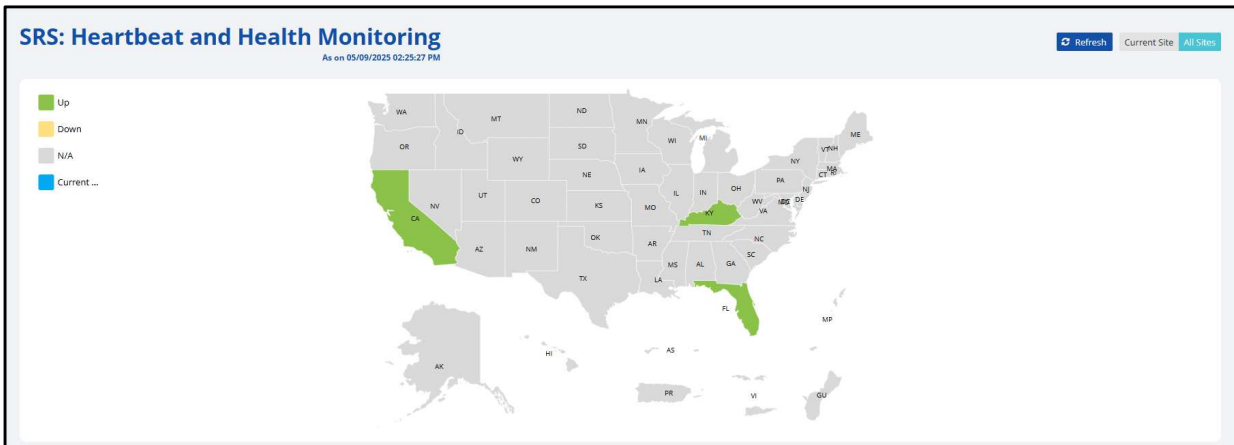 SRS: Heartbeat and Health Monitoring
As on 05/09/2025 02:25:27 PM
Refresh
Current Site
All Sites
Up
Down
N/A
Current ...
WA
MT
ND
MN
ME
ID
WI
MI
OR
SD
NY
VT
NH
WY
IA
PA
MA
CT
RI
NE
NJ
NV
UT
CO
KS
MO
IL
IN
OH
WV
VA
DE
CA
KY
OK
TN
NC
AZ
NM
AR
SC
TX
LA
MS
AL
GA
FL
MP
HI
AS
AK
PR
VI
GU